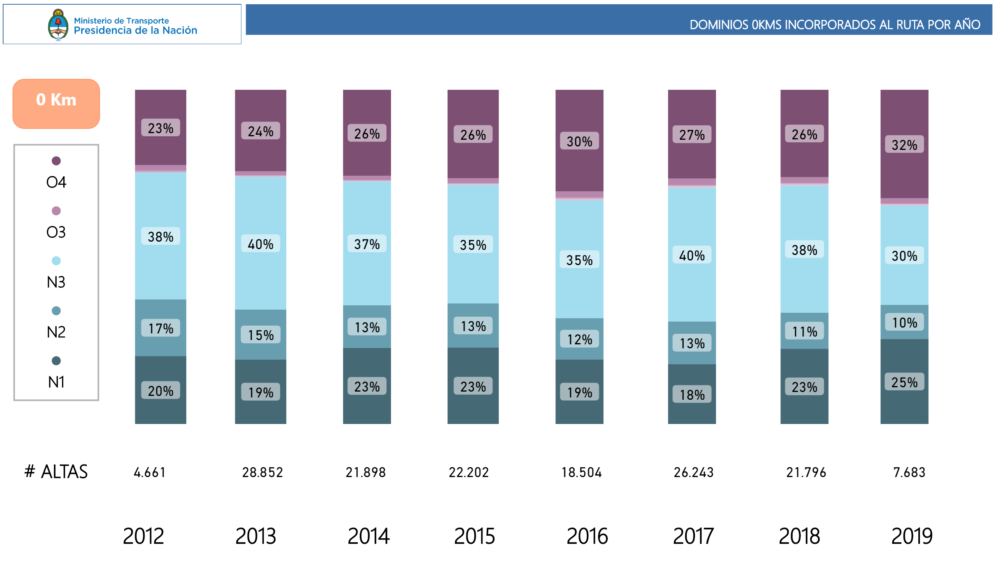 Ministerio de Transporte
Presidencia de la Nación
DOMINIOS 0KMS INCORPORADOS AL RUTA POR AÑO
0 Km
O4
O3
N3
N2
N1
23% 24% 26% 26% 30% 27% 26% 32%
38% 40% 37% 35% 35% 40% 38% 30%
17% 15% 13% 13% 12% 13% 11% 10%
20% 19% 23% 23% 19% 18% 23% 25%
# ALTAS 4.661 28.852 21.898 22.202 18.504 26.243 21.796 7.683
2012 2013 2014 2015 2016 2017 2018 2019